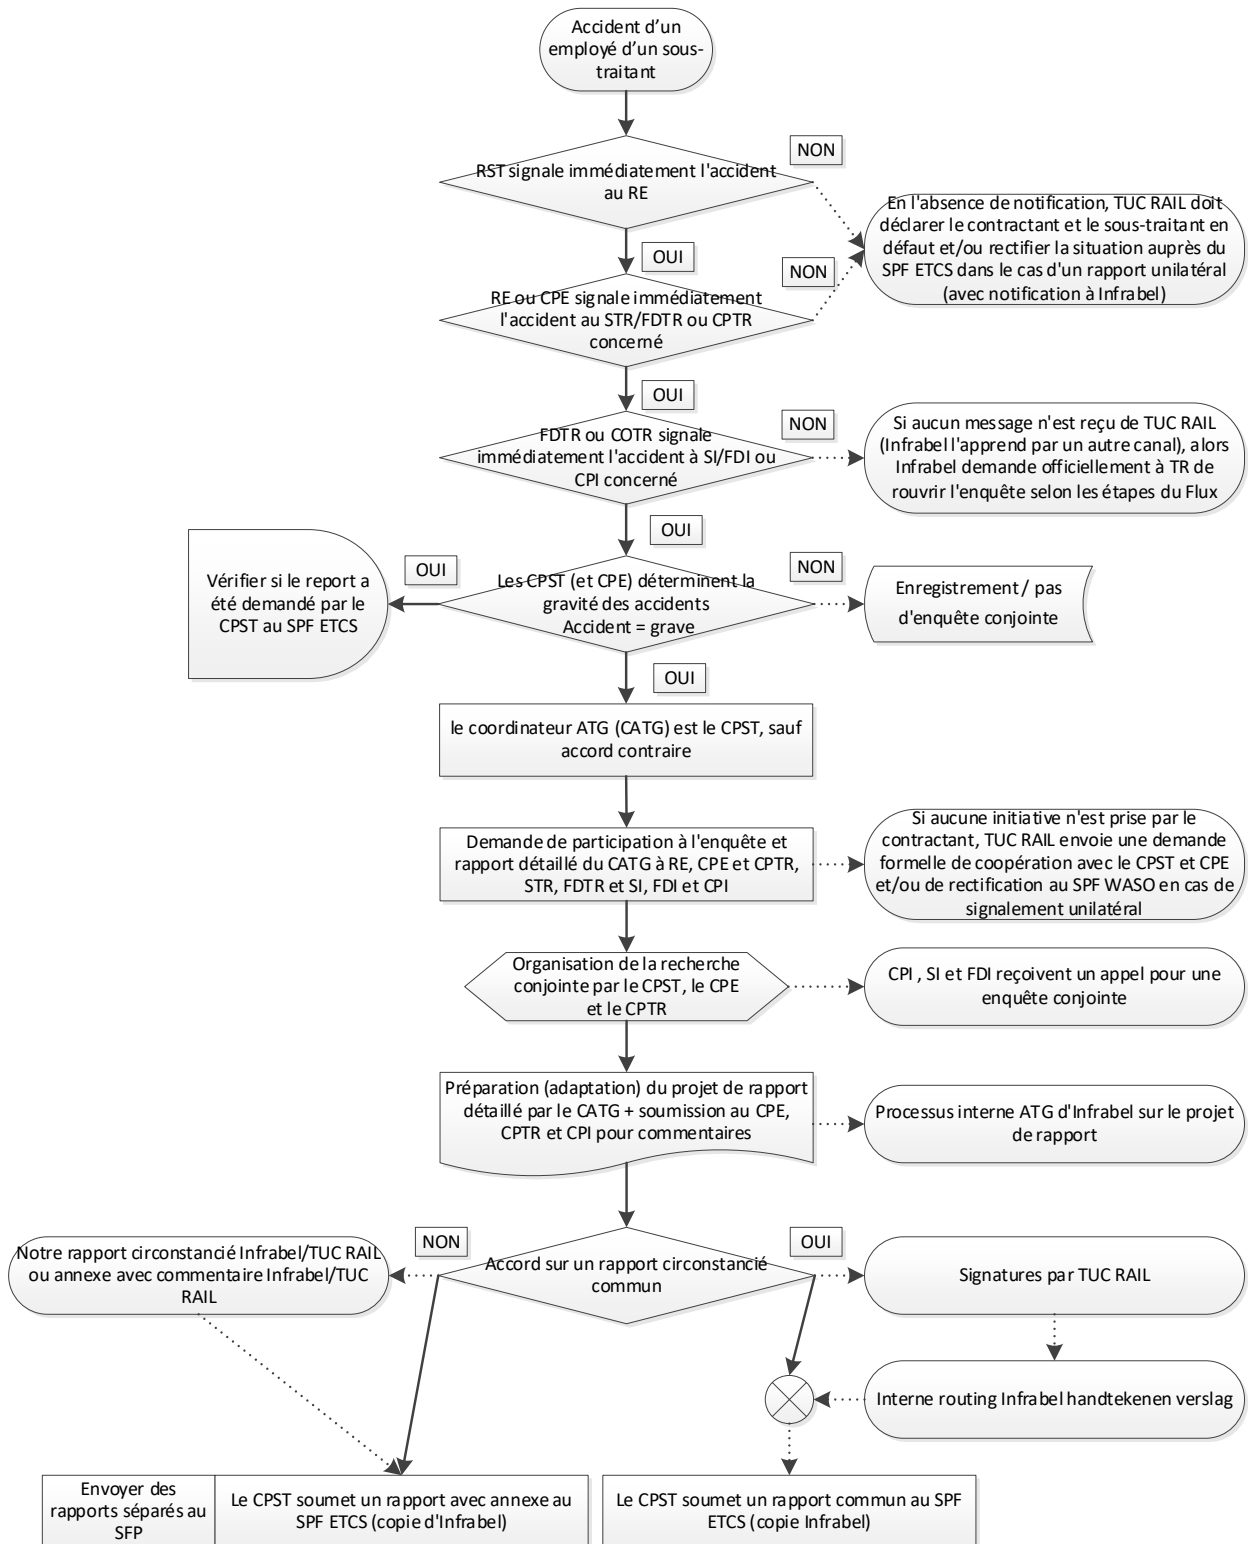 Accident d'un
employé d'un sous-
traitant
NON
RST signale immédiatement l'accident
au RE
En l'absence de notification, TUC RAIL doit
déclarer le contractant et le sous-traitant en
défaut et/ou rectifier la situation auprès du
SPF ETCS dans le cas d'un rapport unilatéral
(avec notification à Infrabel)
OUI
NON
RE ou CPE signale immédiatement
l'accident au STR/FDTR ou CPTR
concerné
OUI
NON
FDTR ou COTR signale
immédiatement l'accident à SI/FDI ou
CPI concerné
Si aucun message n'est reçu de TUC RAIL
(Infrabel l'apprend par un autre canal), alors
Infrabel demande officiellement à TR de
rouvrir l'enquête selon les étapes du Flux
OUI
OUI
NON
Vérifier si le report a
été demandé par le
CPST au SPF ETCS
Les CPST (et CPE) déterminent la
gravité des accidents
Accident = grave
Enregistrement / pas
d'enquête conjointe
OUI
le coordinateur ATG (CATG) est le CPST, sauf
accord contraire
Demande de participation à l'enquête et
rapport détaillé du CATG à RE, CPE et CPTR,
STR, FDTR et SI, FDI et CPI
Si aucune initiative n'est prise par le
contractant, TUC RAIL envoie une demande
formelle de coopération avec le CPST et CPE
et/ou de rectification au SPF WASO en cas de
signalement unilatéral
Organisation de la recherche
conjointe par le CPST, le CPE
et le CPTR
CPI , SI et FDI reçoivent un appel pour une
enquête conjointe
Préparation (adaptation) du projet de rapport
détaillé par le CATG + soumission au CPE,
CPTR et CPI pour commentaires
Processus interne ATG d'Infrabel sur le projet
de rapport
NON
OUI
Notre rapport circonstancié Infrabel/TUC RAIL
ou annexe avec commentaire Infrabel/TUC
RAIL
Accord sur un rapport circonstancié
commun
Signatures par TUC RAIL
Interne routing Infrabel handtekenen verslag
Envoyer des
rapports séparés au
SFP
Le CPST soumet un rapport avec annexe au
SPF ETCS (copie d'Infrabel)
Le CPST soumet un rapport commun au SPF
ETCS (copie Infrabel)